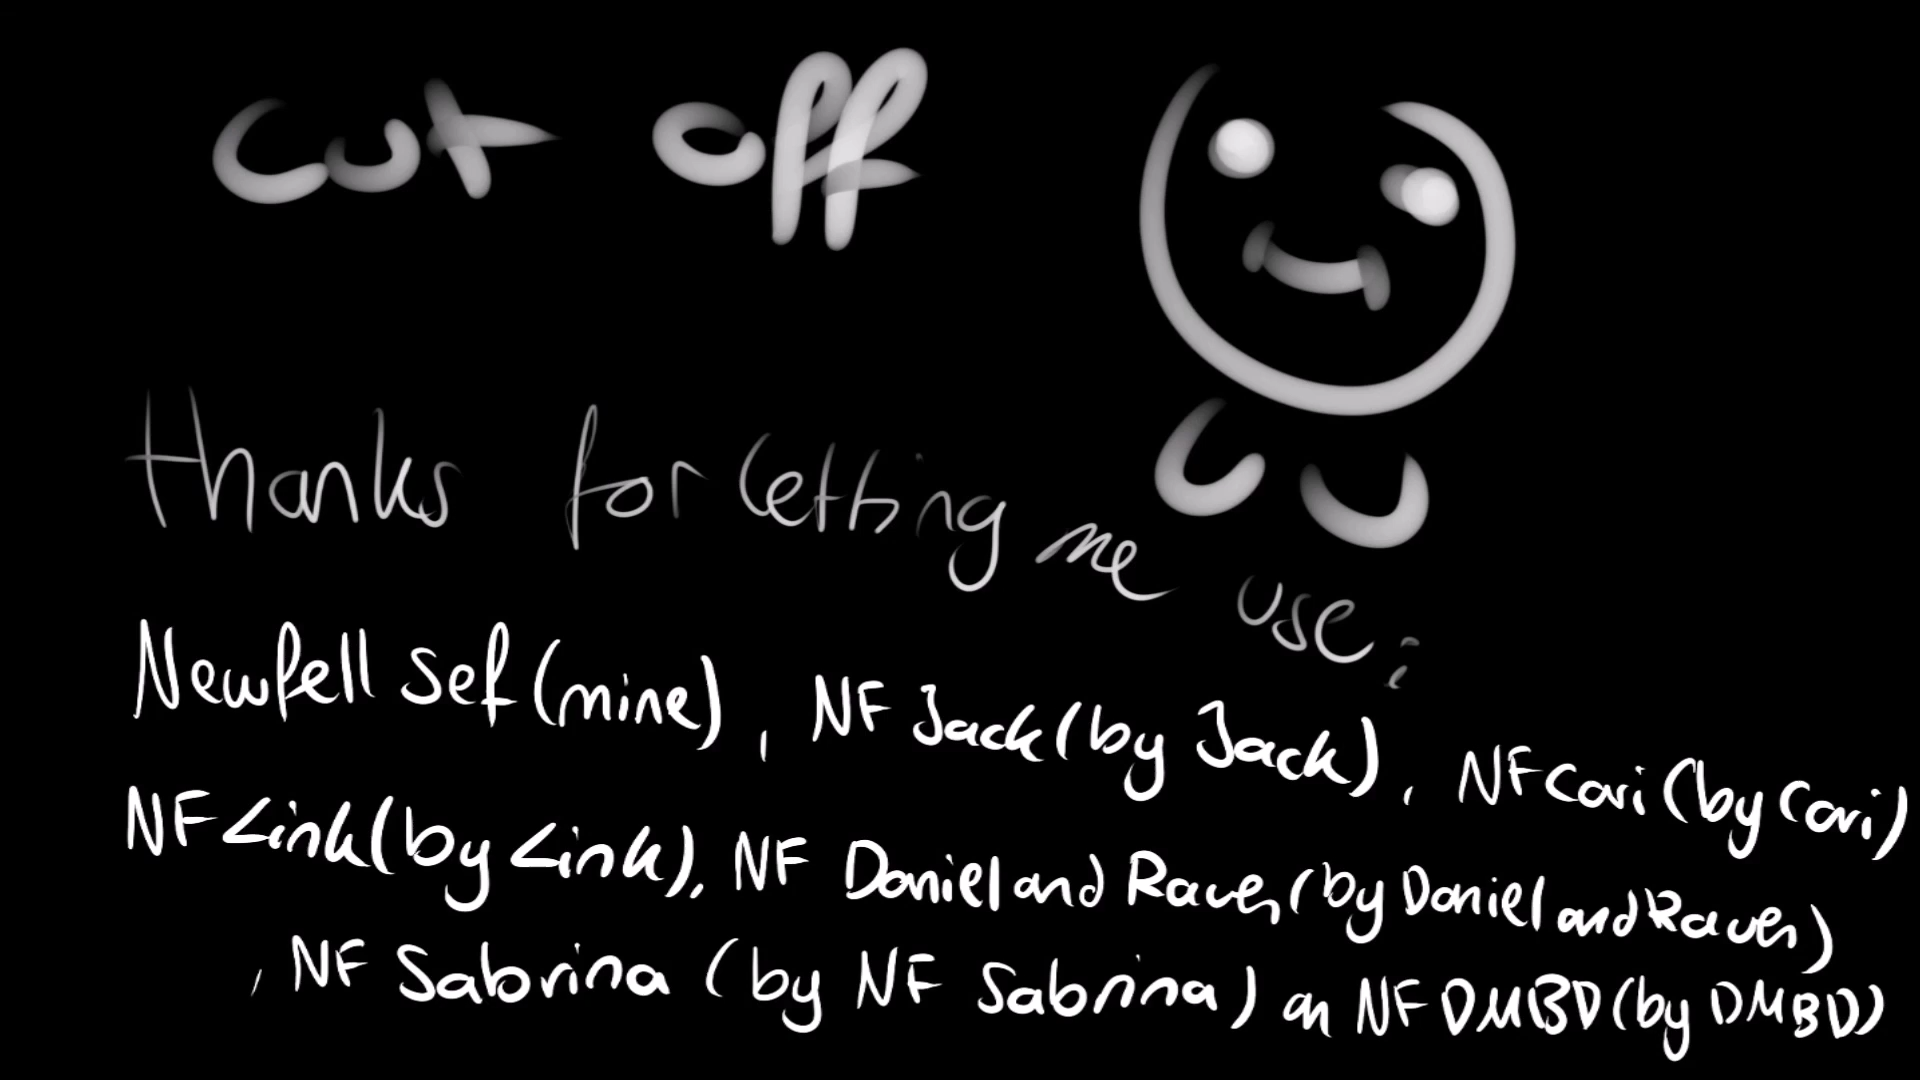 cut off
thanks for letting me use:
Newfell Sef (mine), NF Jack (by Jack), NF Cori (by Cori)
NF Link (by Link), NF Daniel and Raven (by Daniel and Raven)
, NF Sabrina (by NF Sabrina) an NF DMBD (by DMBD)